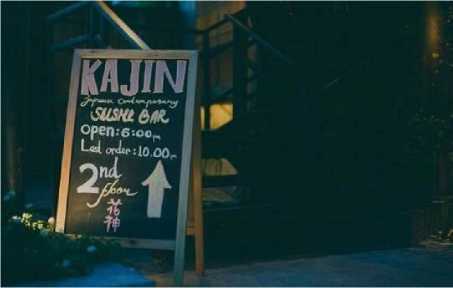 KAJIN
Japanese Contemporary
SUSHI BAR
Open:6:00PM
Last order:10.00PM
2nd
floor
花
神